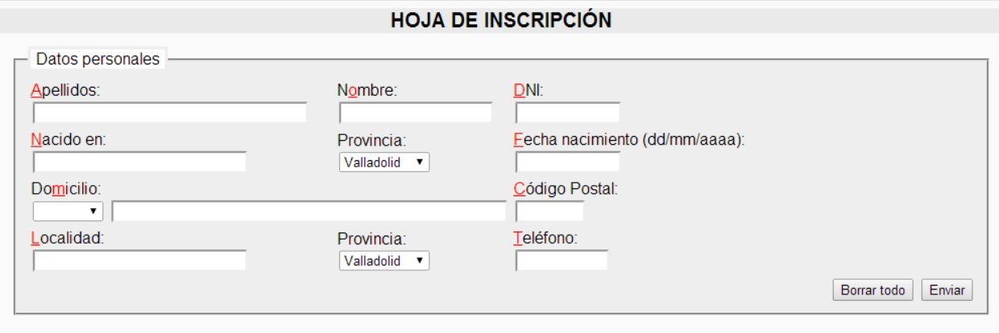 HOJA DE INSCRIPCIÓN
Datos personales
Apellidos: Nombre: DNI:
Nacido en: Provincia: Fecha nacimiento (dd/mm/aaaa):
Valladolid
Domicilio: Código Postal:
Localidad: Provincia: Teléfono:
Valladolid
Borrar todo Enviar